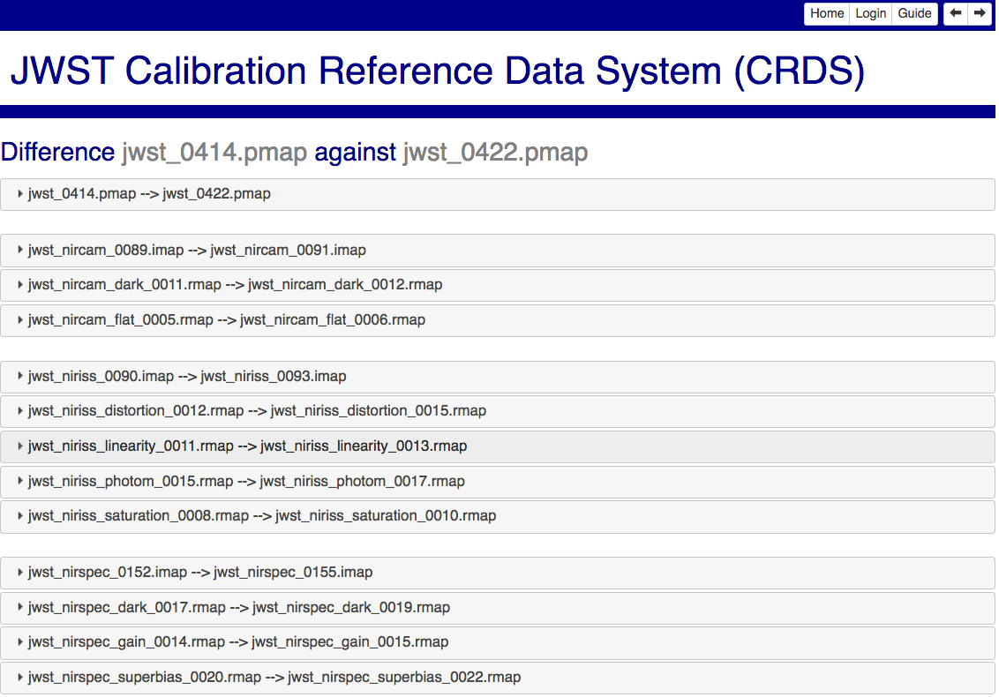 Home Login Guide
JWST Calibration Reference Data System (CRDS)
Difference jwst_0414.pmap against jwst_0422.pmap
jwst_0414.pmap --> jwst_0422.pmap
jwst_nircam_0089.imap --> jwst_nircam_0091.imap
jwst_nircam_dark_0011.rmap --> jwst_nircam_dark_0012.rmap
jwst_nircam_flat_0005.rmap --> jwst_nircam_flat_0006.rmap
jwst_niriss_0090.imap --> jwst_niriss_0093.imap
jwst_niriss_distortion_0012.rmap --> jwst_niriss_distortion_0015.rmap
jwst_niriss_linearity_0011.rmap --> jwst_niriss_linearity_0013.rmap
jwst_niriss_photom_0015.rmap --> jwst_niriss_photom_0017.rmap
jwst_niriss_saturation_0008.rmap --> jwst_niriss_saturation_0010.rmap
jwst_nirspec_0152.imap --> jwst_nirspec_0155.imap
jwst_nirspec_dark_0017.rmap --> jwst_nirspec_dark_0019.rmap
jwst_nirspec_gain_0014.rmap --> jwst_nirspec_gain_0015.rmap
jwst_nirspec_superbias_0020.rmap --> jwst_nirspec_superbias_0022.rmap